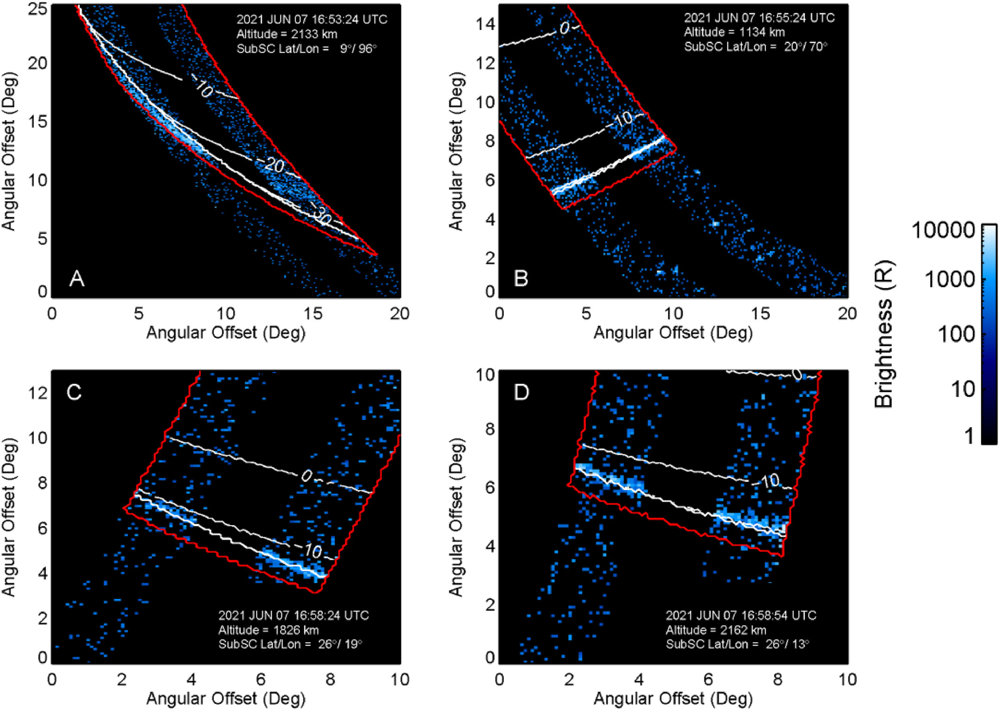 25
20
15
10
5
0
0
5
10
15
20
Angular Offset (Deg)
Angular Offset (Deg)
2021 JUN 07 16:53:24 UTC
Altitude = 2133 km
SubSC Lat/Lon = 9°/ 96°
-10
-20
-30
A
14
12
10
8
6
4
2
0
0
5
10
15
20
Angular Offset (Deg)
Angular Offset (Deg)
2021 JUN 07 16:55:24 UTC
Altitude = 1134 km
SubSC Lat/Lon = 20°/ 70°
0
-10
B
12
10
8
6
4
2
0
0
2
4
6
8
10
Angular Offset (Deg)
Angular Offset (Deg)
C
0
-10
2021 JUN 07 16:58:24 UTC
Altitude = 1826 km
SubSC Lat/Lon = 26°/ 19°
10
8
6
4
2
0
0
2
4
6
8
10
Angular Offset (Deg)
Angular Offset (Deg)
D
0
-10
2021 JUN 07 16:58:54 UTC
Altitude = 2162 km
SubSC Lat/Lon = 26°/ 13°
Brightness (R)
10000
1000
100
10
1